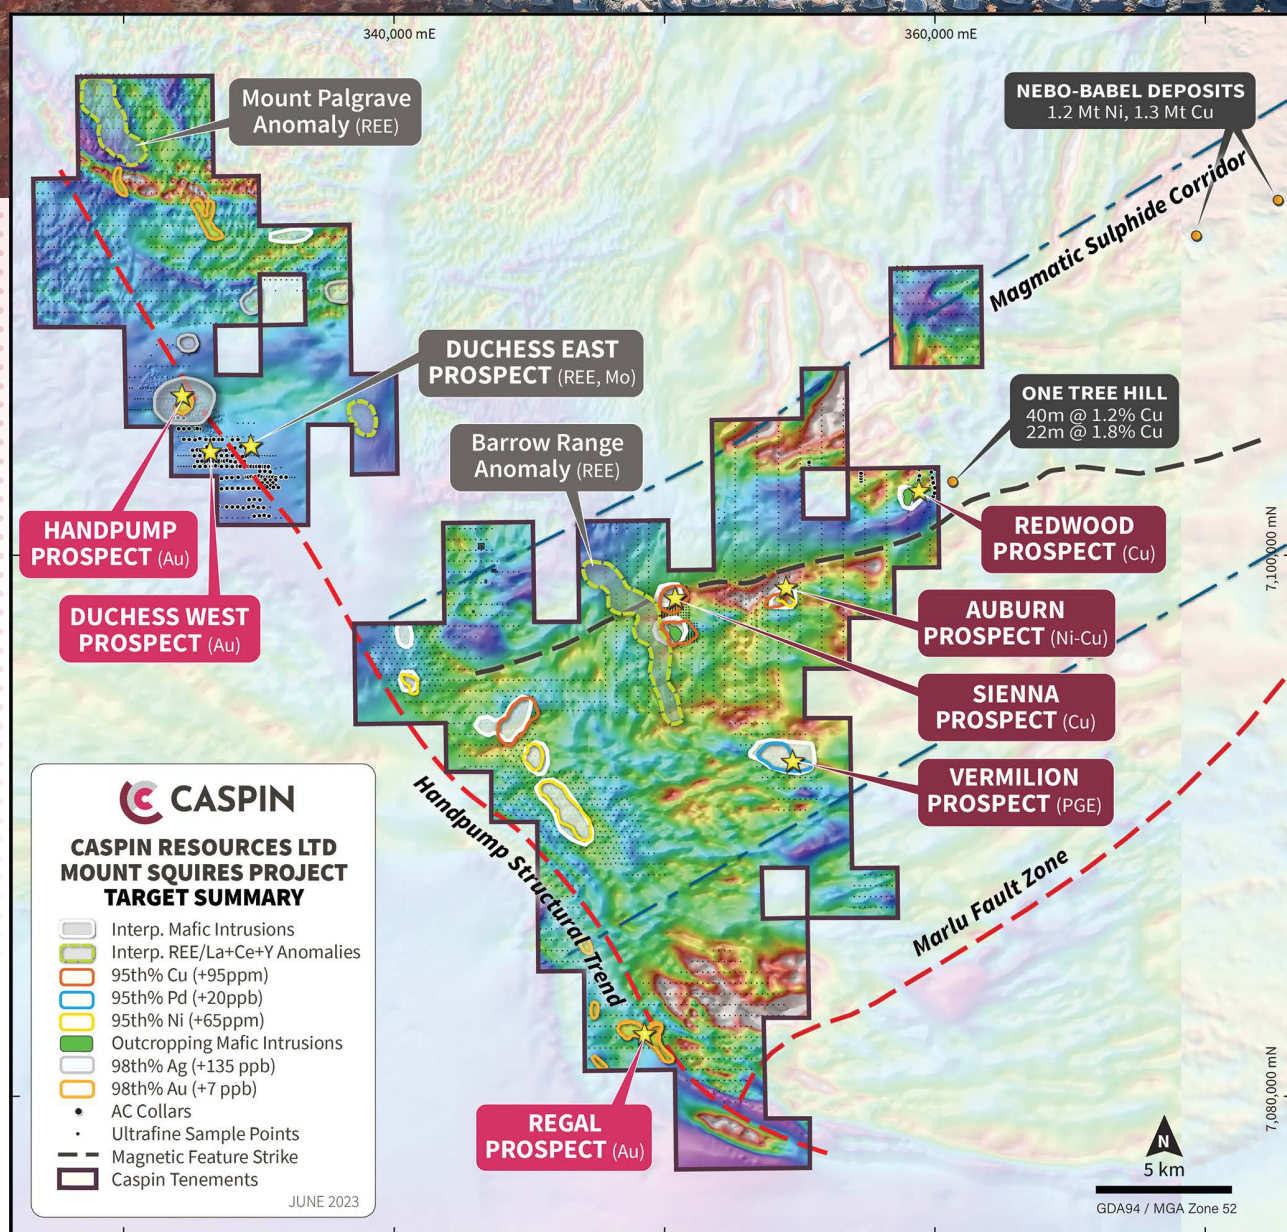 340,000 mE
360,000 mE
Mount Palgrave
Anomaly (REE)
NEBO-BABEL DEPOSITS
1.2 Mt Ni, 1.3 Mt Cu
Magmatic Sulphide Corridor
DUCHESS EAST
PROSPECT (REE, Mo)
ONE TREE HILL
40m @ 1.2% Cu
22m @ 1.8% Cu
Barrow Range
Anomaly (REE)
HANDPUMP
PROSPECT (Au)
REDWOOD
PROSPECT (Cu)
7,100,000 mN
DUCHESS WEST
PROSPECT (Au)
AUBURN
PROSPECT (Ni-Cu)
SIENNA
PROSPECT (Cu)
VERMILION
PROSPECT (PGE)
Handpump Structural Trend
Marlu Fault Zone
CASPIN
CASPIN RESOURCES LTD
MOUNT SQUIRES PROJECT
TARGET SUMMARY
Interp. Mafic Intrusions
Interp. REE/La+Ce+Y Anomalies
95th% Cu (+95ppm)
95th% Pd (+20ppb)
95th% Ni (+65ppm)
Outcropping Mafic Intrusions
98th% Ag (+135 ppb)
98th% Au (+7 ppb)
AC Collars
Ultrafine Sample Points
Magnetic Feature Strike
Caspin Tenements
JUNE 2023
REGAL
PROSPECT (Au)
7,080,000 mN
N
5 km
GDA94 / MGA Zone 52